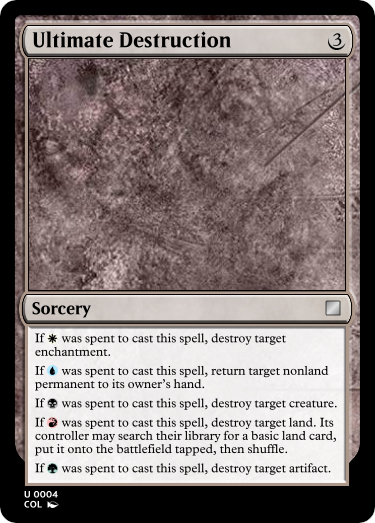 Ultimate Destruction 3
Sorcery
If was spent to cast this spell, destroy target
enchantment.
If was spent to cast this spell, return target nonland
permanent to its owner's hand.
If was spent to cast this spell, destroy target creature.
If was spent to cast this spell, destroy target land. Its
controller may search their library for a basic land card,
put it onto the battlefield tapped, then shuffle.
If was spent to cast this spell, destroy target artifact.
U 0004
COL